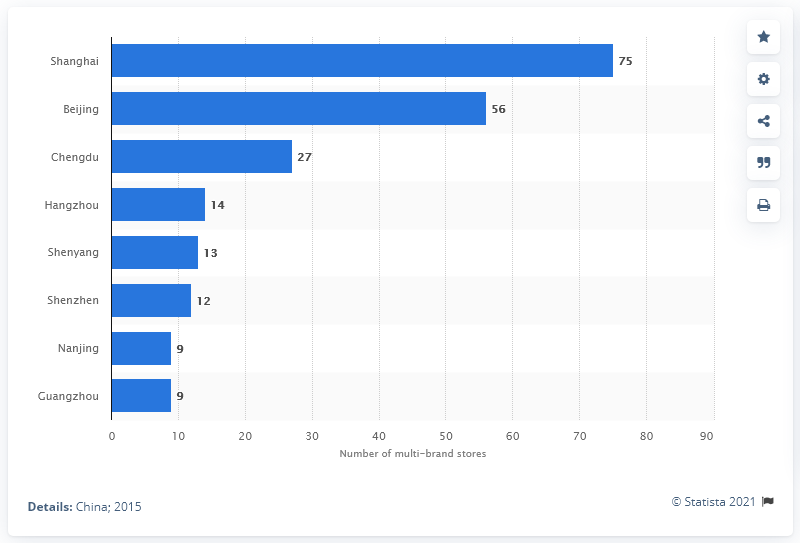 Shanghai 75
Beijing 56
Chengdu 27
Hangzhou 14
Shenyang 13
Shenzhen 12
Nanjing 9
Guangzhou 9
0 10 20 30 40 50 60 70 80 90
Number of multi-brand stores
Details: China; 2015
© Statista 2021